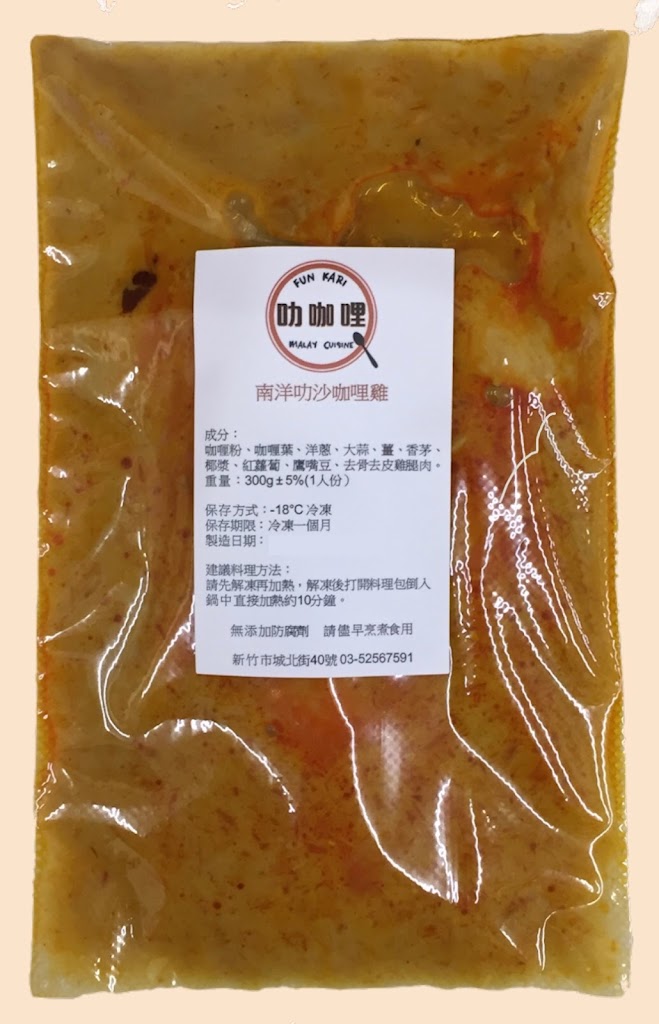 FUN KARI
叻咖哩
MALAY CUISINE
南洋叻沙咖哩雞
成分：
咖喱粉、咖喱葉、洋蔥、大蒜、薑、香茅、
椰漿、紅蘿蔔、鷹嘴豆、去骨去皮雞腿肉。
重量：300g±5%(1人份）
保存方式：-18°C 冷凍
保存期限：冷凍一個月
製造日期：
建議料理方法：
請先解凍再加熱，解凍後打開料理包倒入
鍋中直接加熱約10分鐘。
無添加防腐劑 請儘早烹煮食用
新竹市城北街40號 03-52567591